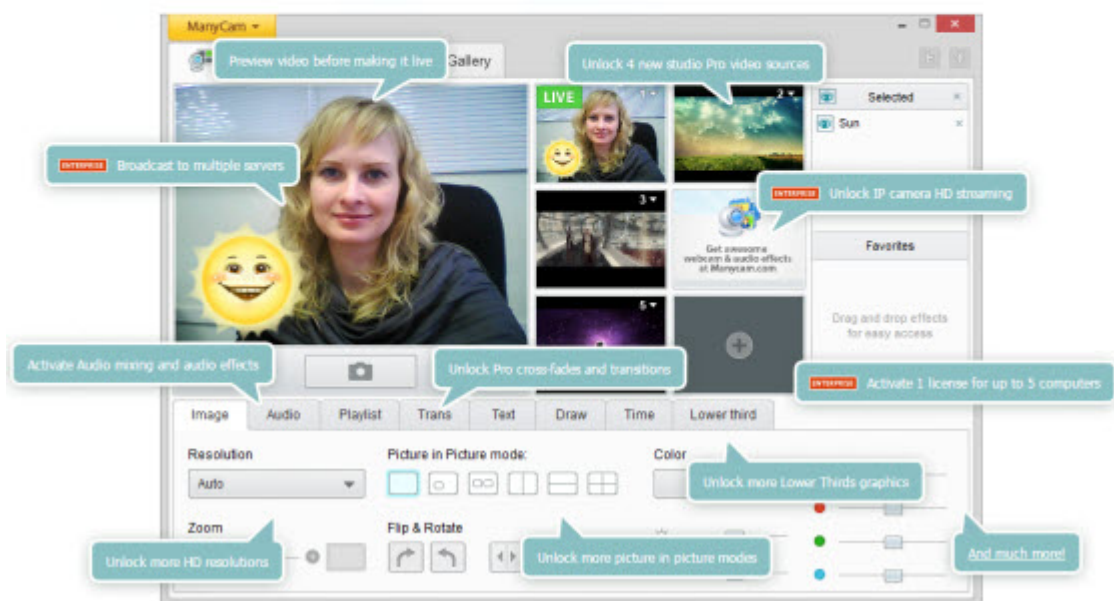 ManyCam
Preview video before making it live
Gallery
Unlock 4 new studio Pro video sources
LIVE
1
2
Selected
Sun
ENTERPRISE Broadcast to multiple servers
3
ENTERPRISE Unlock IP camera HD streaming
Get awesome
webcam & audio effects
at Manycam.com
Favorites
5
Drag and drop effects
for easy access
Activate Audio mixing and audio effects
Unlock Pro cross-fades and transitions
ENTERPRISE Activate 1 license for up to 5 computers
Image
Audio
Playlist
Trans
Text
Draw
Time
Lower third
Resolution
Picture in Picture mode:
Color
Auto
Unlock more Lower Thirds graphics
Zoom
Flip & Rotate
Unlock more HD resolutions
Unlock more picture in picture modes
And much more!